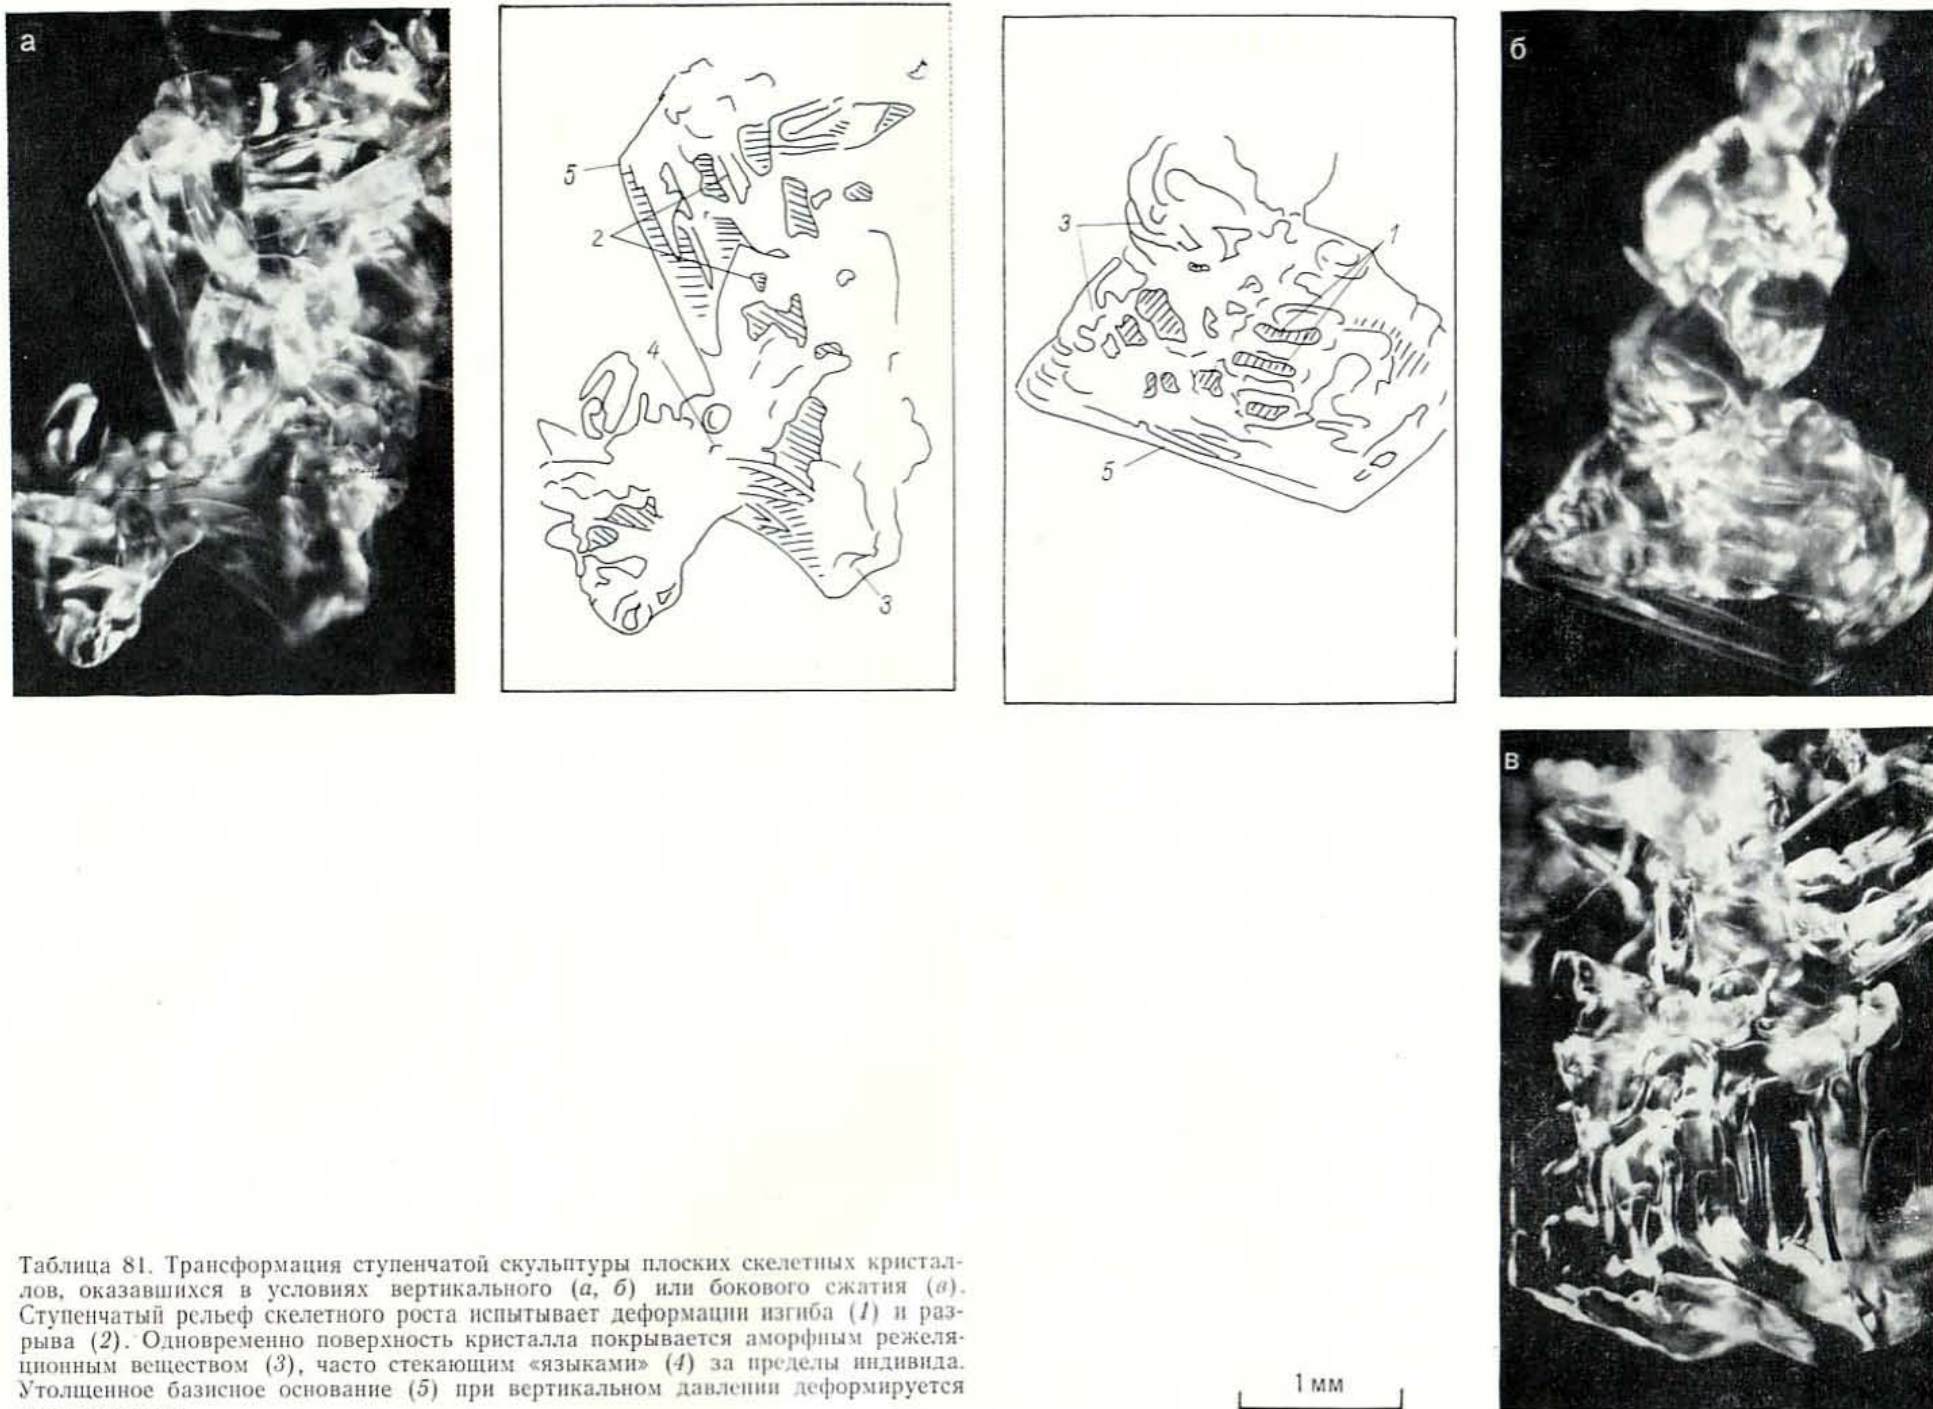 а
5
2
4
3
3
1
5
б
в
Таблица 81. Трансформация ступенчатой скульптуры плоских скелетных кристал-
лов, оказавшихся в условиях вертикального (а, б) или бокового сжатия (в).
Ступенчатый рельеф скелетного роста испытывает деформации изгиба (1) и раз-
рыва (2). Одновременно поверхность кристалла покрывается аморфным режеля-
ционным веществом (3), часто стекающим «языками» (4) за пределы индивида.
Утолщенное базисное основание (5) при вертикальном давлении деформируется
1 мм